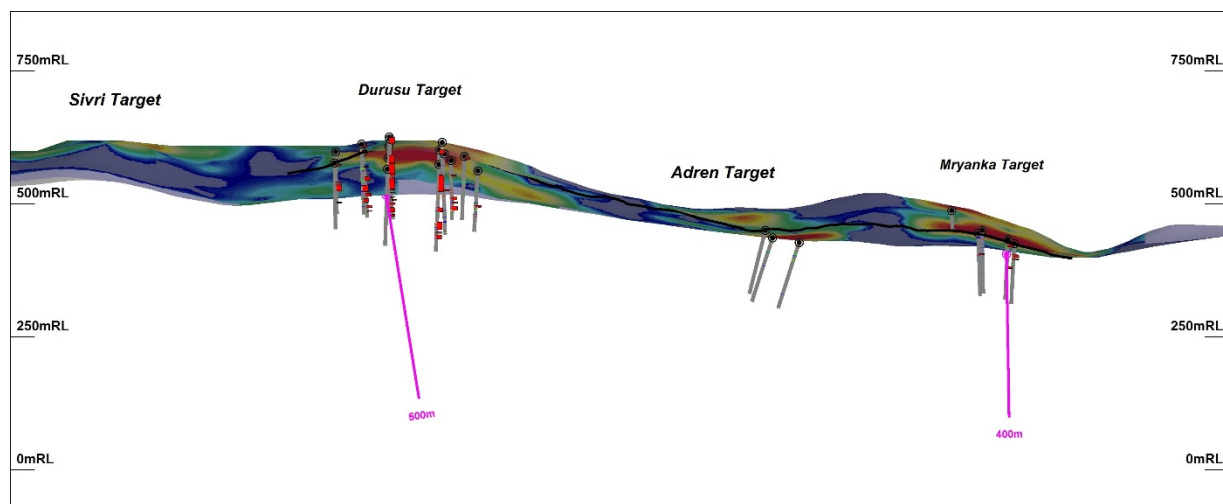 750mRL
750mRL
Sivri Target
Durusu Target
Adren Target
Mryanka Target
500mRL
500mRL
250mRL
250mRL
500m
400m
0mRL
0mRL